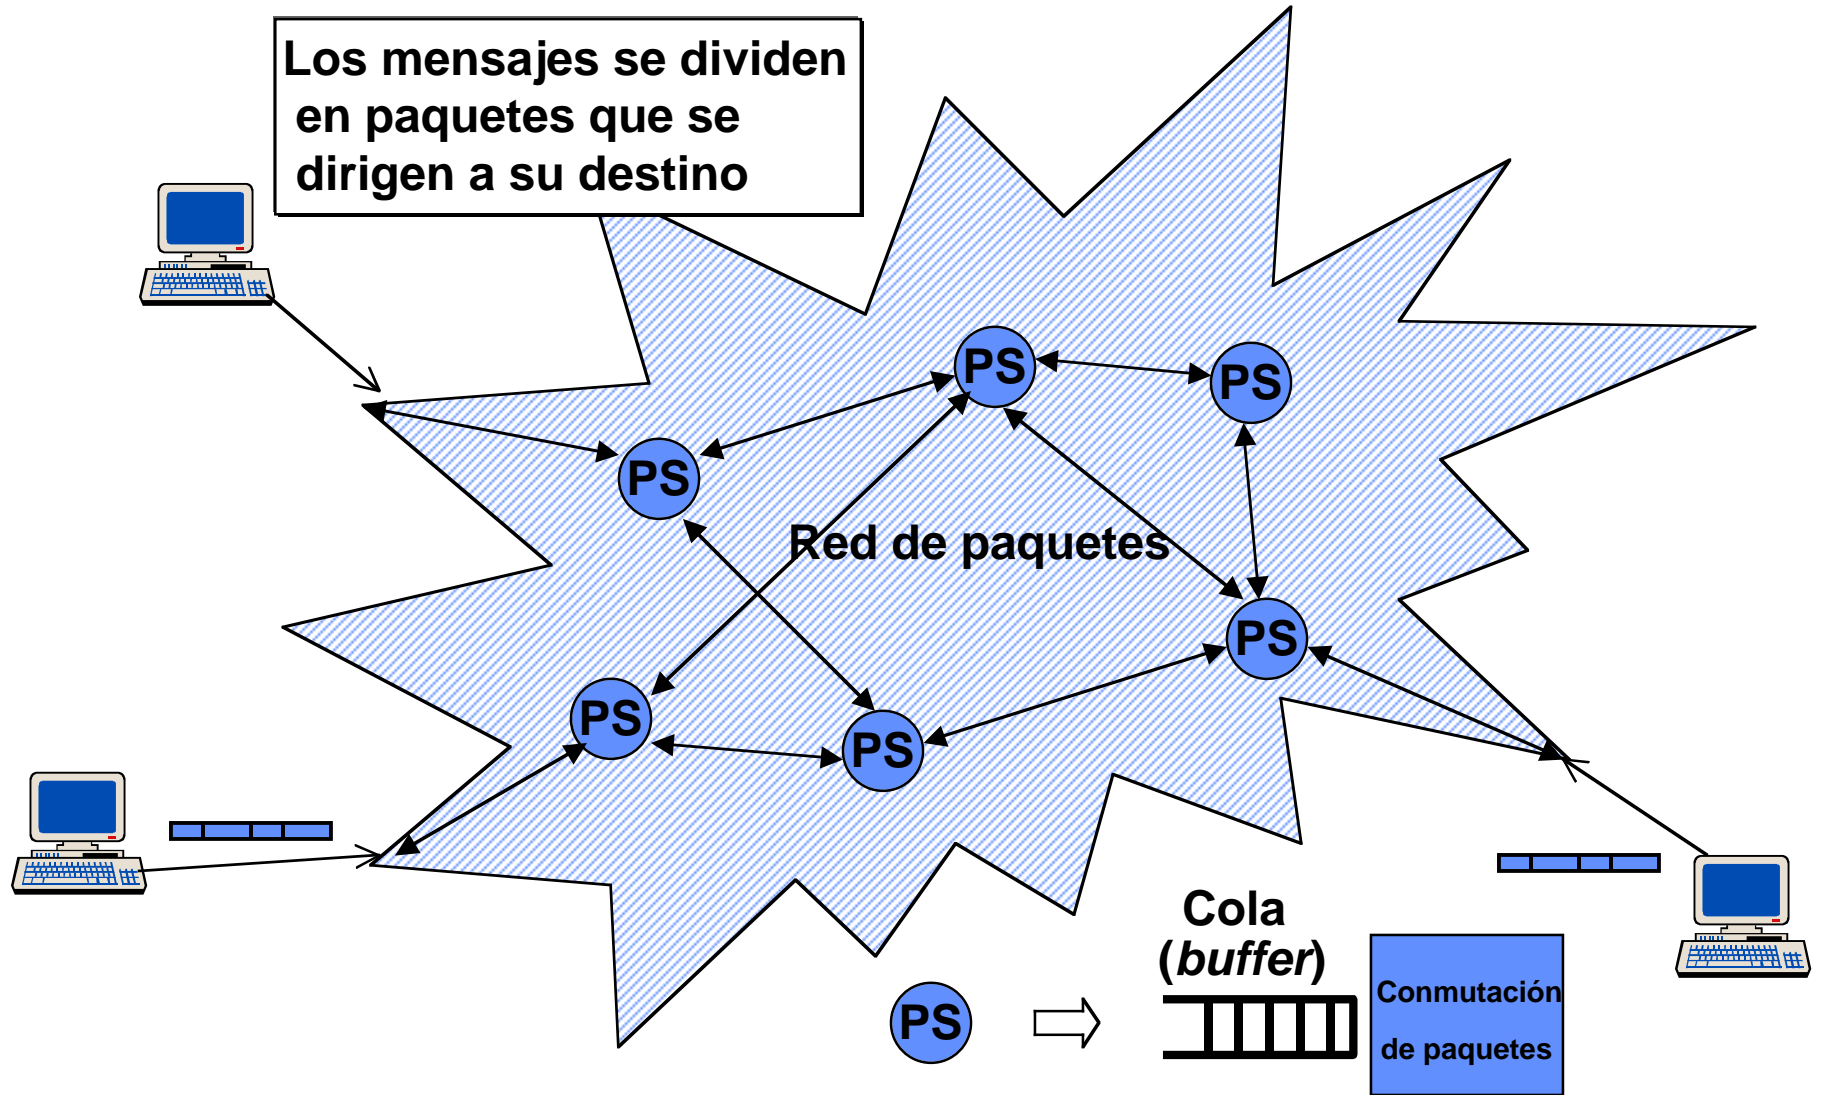 Los mensajes se dividen
en paquetes que se
dirigen a su destino
PS
PS
PS
Red de paquetes
PS
PS
PS
Cola
(buffer)
PS
Conmutación
de paquetes